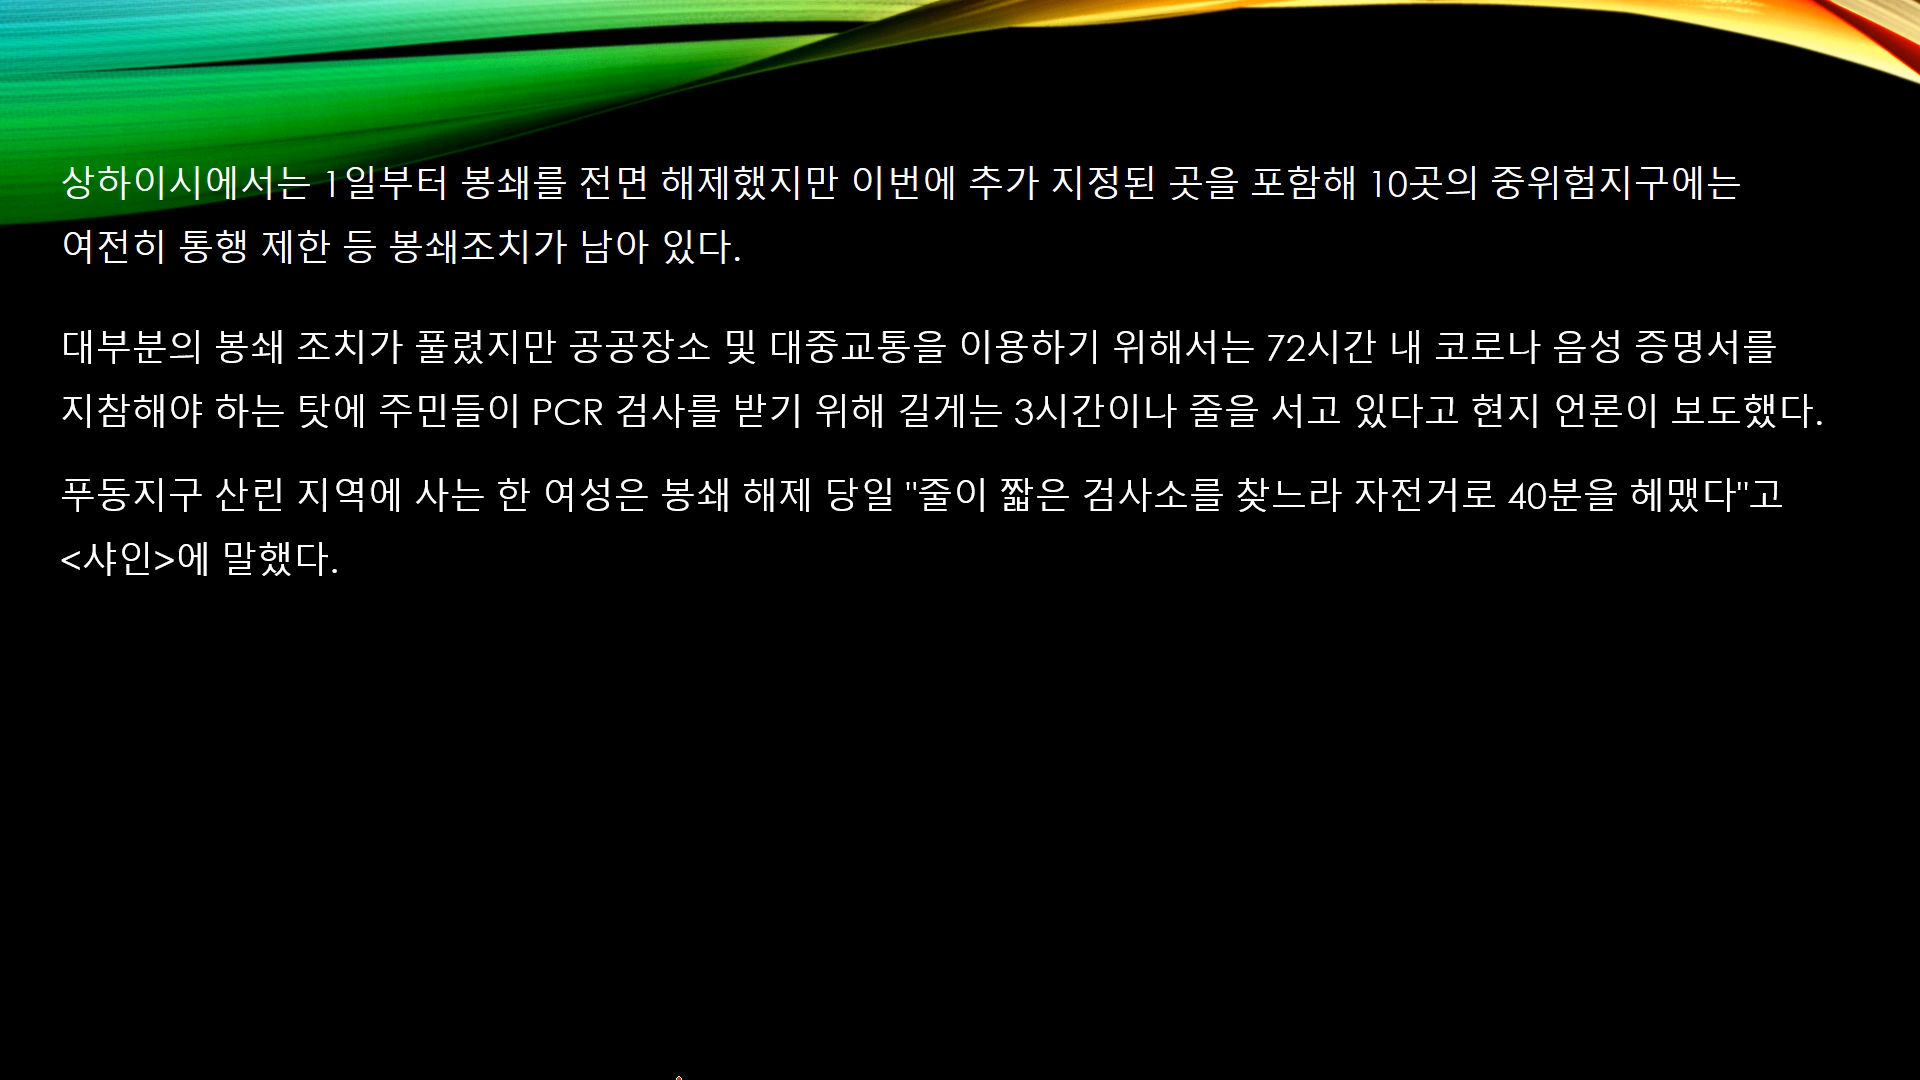 상하이시에서는 1일부터 봉쇄를 전면 해제했지만 이번에 추가 지정된 곳을 포함해 10곳의 중위험지구에는
여전히 통행 제한 등 봉쇄조치가 남아 있다.
대부분의 봉쇄 조치가 풀렸지만 공공장소 및 대중교통을 이용하기 위해서는 72시간 내 코로나 음성 증명서를
지참해야 하는 탓에 주민들이 PCR 검사를 받기 위해 길게는 3시간이나 줄을 서고 있다고 현지 언론이 보도했다.
푸동지구 산린 지역에 사는 한 여성은 봉쇄 해제 당일 "줄이 짧은 검사소를 찾느라 자전거로 40분을 헤맸다"고
<샤인>에 말했다.